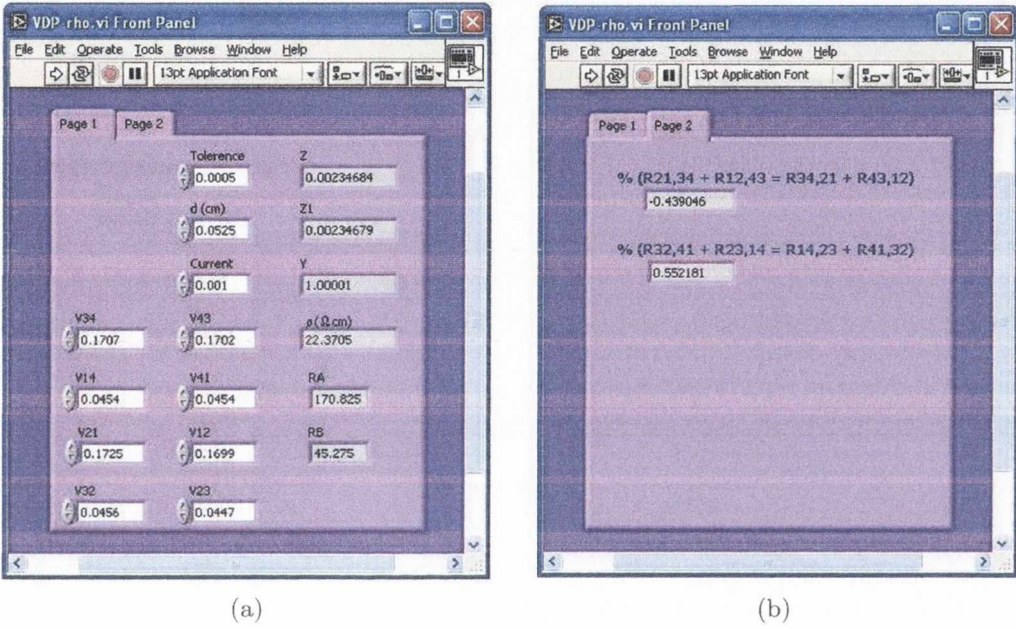 VDP-rho.vi Front Panel
File Edit Operate Tools Browse Window Help
13pt Application Font
1
Page 1 Page 2
Tolerence Z
0.0005 0.00234684
d (cm) Z1
0.0525 0.00234679
Current Y
0.001 1.00001
V34 V43 ρ(Ω cm)
0.1707 0.1702 22.3705
V14 V41 RA
0.0454 0.0454 170.825
V21 V12 RB
0.1725 0.1699 45.275
V32 V23
0.0456 0.0447
(a)
VDP-rho.vi Front Panel
File Edit Operate Tools Browse Window Help
13pt Application Font
1
Page 1 Page 2
% (R21,34 + R12,43 = R34,21 + R43,12)
-0.439046
% (R32,41 + R23,14 = R14,23 + R41,32)
0.552181
(b)